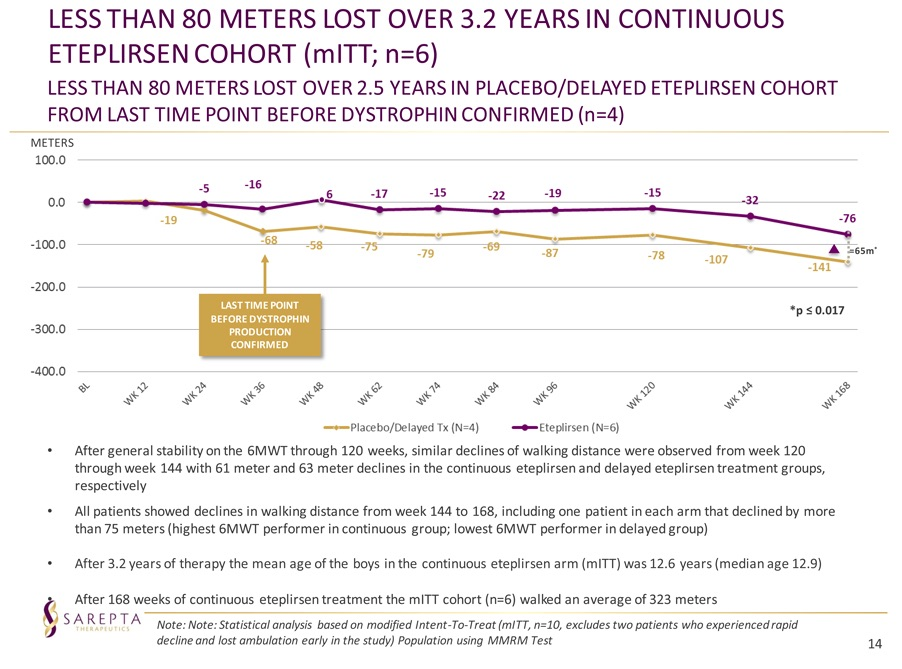 LESS THAN 80 METERS LOST OVER 3.2 YEARS IN CONTINUOUS
ETEPLIRSEN COHORT (mITT; n=6)
LESS THAN 80 METERS LOST OVER 2.5 YEARS IN PLACEBO/DELAYED ETEPLIRSEN COHORT
FROM LAST TIME POINT BEFORE DYSTROPHIN CONFIRMED (n=4)
METERS
100.0
0.0
-100.0
-200.0
-300.0
-400.0
-5
-16
6
-17
-15
-22
-19
-15
-32
-76
-19
-68
-58
-75
-79
-69
-87
-78
-107
-141
=65m*
LAST TIME POINT
BEFORE DYSTROPHIN
PRODUCTION
CONFIRMED
*p ≤ 0.017
BL
WK 12
WK 24
WK 36
WK 48
WK 62
WK 74
WK 84
WK 96
WK 120
WK 144
WK 168
Placebo/Delayed Tx (N=4)
Eteplirsen (N=6)
• After general stability on the 6MWT through 120 weeks, similar declines of walking distance were observed from week 120
through week 144 with 61 meter and 63 meter declines in the continuous eteplirsen and delayed eteplirsen treatment groups,
respectively
• All patients showed declines in walking distance from week 144 to 168, including one patient in each arm that declined by more
than 75 meters (highest 6MWT performer in continuous group; lowest 6MWT performer in delayed group)
• After 3.2 years of therapy the mean age of the boys in the continuous eteplirsen arm (mITT) was 12.6 years (median age 12.9)
After 168 weeks of continuous eteplirsen treatment the mITT cohort (n=6) walked an average of 323 meters
SAREPTA
THERAPEUTICS
Note: Note: Statistical analysis based on modified Intent-To-Treat (mITT, n=10, excludes two patients who experienced rapid
decline and lost ambulation early in the study) Population using MMRM Test
14